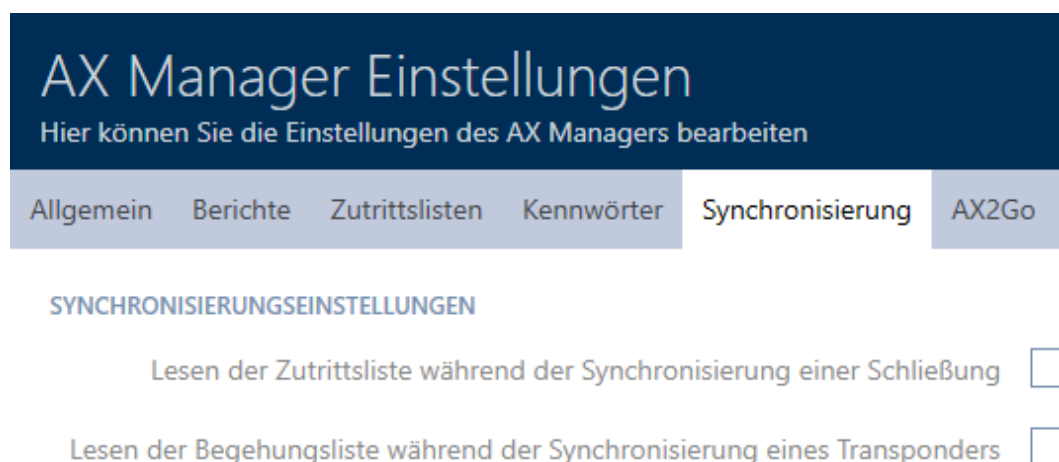 AX Manager Einstellungen
Hier können Sie die Einstellungen des AX Managers bearbeiten
Allgemein Berichte Zutrittslisten Kennwörter Synchronisierung AX2Go
SYNCHRONISIERUNGSEINSTELLUNGEN
Lesen der Zutrittsliste während der Synchronisierung einer Schließung
Lesen der Begehungsliste während der Synchronisierung eines Transponders